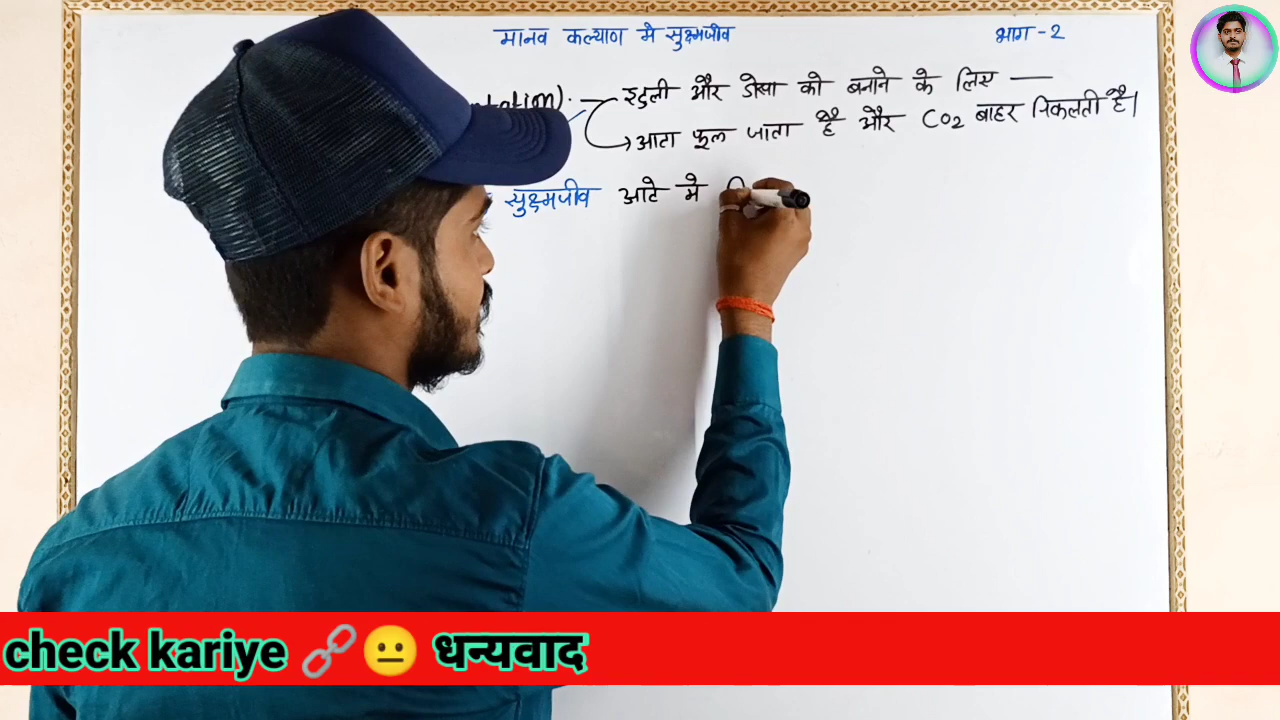 मानव कल्याण मे सुक्ष्मजीव भाग - 2
इडली और डोसा को बनाने के लिए —
→ आटा फूल जाता है और CO2 बाहर निकलती है।
सुक्ष्मजीव आटे मे
check kariye 🔗😐 धन्यवाद